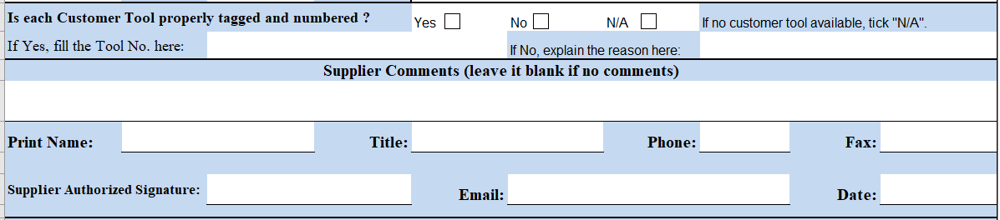 Is each Customer Tool properly tagged and numbered ?
Yes
No
N/A
If no customer tool available, tick "N/A".
If Yes, fill the Tool No. here:
If No, explain the reason here:
Supplier Comments (leave it blank if no comments)
Print Name:
Title:
Phone:
Fax:
Supplier Authorized Signature:
Email:
Date: